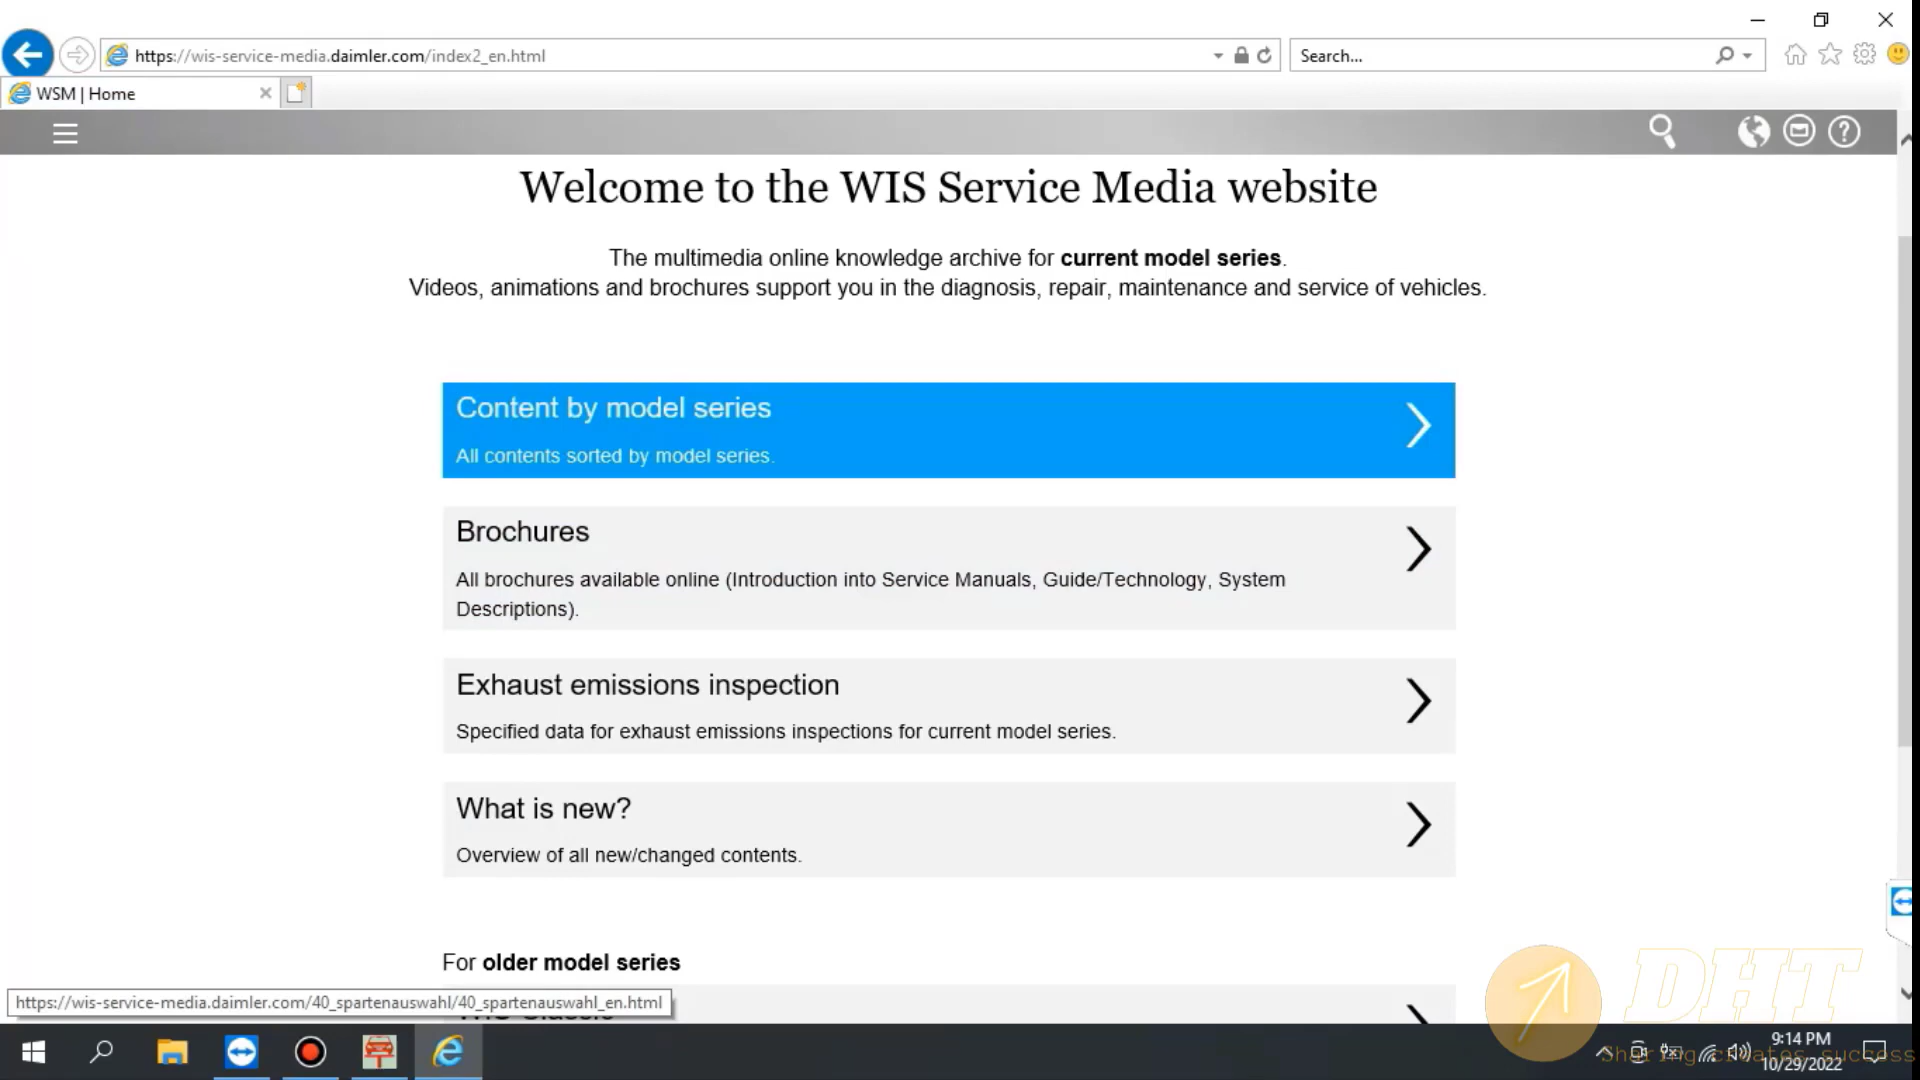 https://wis-service-media.daimler.com/index2_en.html
Search...
WSM | Home
Welcome to the WIS Service Media website
The multimedia online knowledge archive for current model series.
Videos, animations and brochures support you in the diagnosis, repair, maintenance and service of vehicles.
Content by model series
All contents sorted by model series.
Brochures
All brochures available online (Introduction into Service Manuals, Guide/Technology, System
Descriptions).
Exhaust emissions inspection
Specified data for exhaust emissions inspections for current model series.
What is new?
Overview of all new/changed contents.
For older model series
https://wis-service-media.daimler.com/40_spartenauswahl/40_spartenauswahl_en.html
DHT
Sharing creates success
9:14 PM
10/29/2022